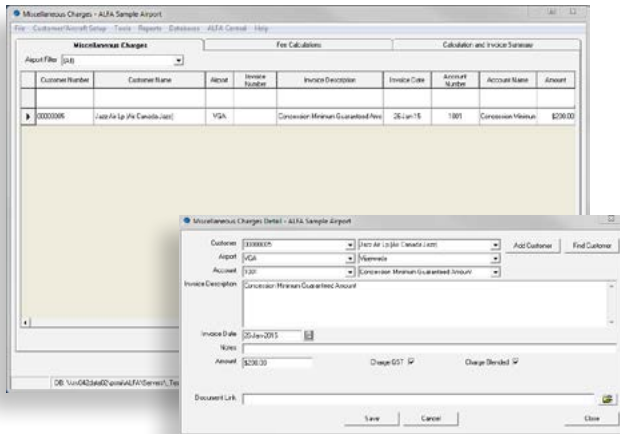 Miscellaneous Charges - ALFA Sample Airport
File Customer/Aircraft Setup Tools Reports Databases ALFA Central Help
Miscellaneous Charges Fee Calculations Calculation and Invoice Summary
Airport Filter (All)
Customer Number Customer Name Airport Invoice Number Invoice Description Invoice Date Account Number Account Name Amount
00000005 Jazz Air Lp (Air Canada Jazz) VGA Concession Minimum Guaranteed Amo 26-Jan-15 1001 Concession Minimum $200.00
Miscellaneous Charges Detail - ALFA Sample Airport
Customer 00000005 Jazz Air Lp (Air Canada Jazz) Add Customer Find Customer
Airport VGA Vijayawada
Account 1001 Concession Minimum Guaranteed Amount
Invoice Description Concession Minimum Guaranteed Amount
Invoice Date 26-Jan-2015
Notes
Amount $200.00 Charge GST Charge Blended
Document Link
Save Cancel Close